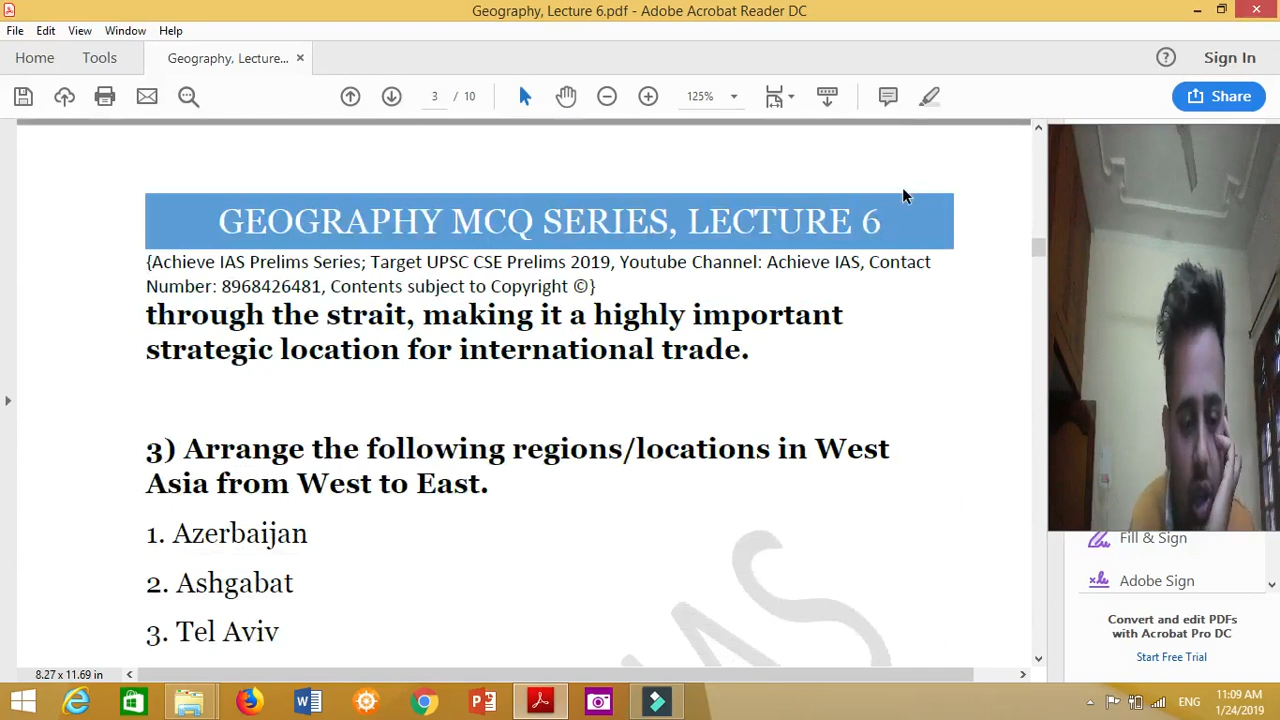 Geography, Lecture 6.pdf - Adobe Acrobat Reader DC
File Edit View Window Help
Home Tools Geography, Lecture... × ? Sign In
3 / 10 125% Share
GEOGRAPHY MCQ SERIES, LECTURE 6
{Achieve IAS Prelims Series; Target UPSC CSE Prelims 2019, Youtube Channel: Achieve IAS, Contact
Number: 8968426481, Contents subject to Copyright ©}
through the strait, making it a highly important
strategic location for international trade.
3) Arrange the following regions/locations in West
Asia from West to East.
1. Azerbaijan
2. Ashgabat
3. Tel Aviv
IAS
Fill & Sign
Adobe Sign
Convert and edit PDFs
with Acrobat Pro DC
Start Free Trial
8.27 x 11.69 in
ENG
11:09 AM
1/24/2019